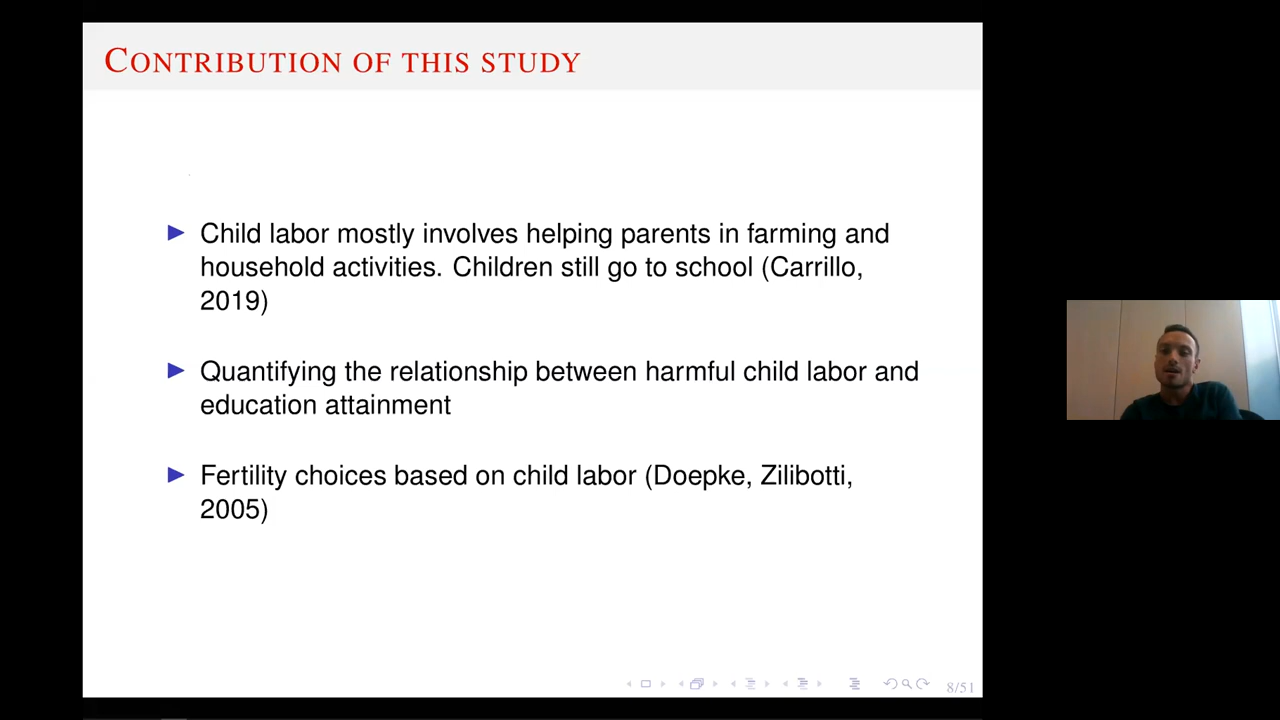 CONTRIBUTION OF THIS STUDY
Child labor mostly involves helping parents in farming and
household activities. Children still go to school (Carrillo,
2019)
Quantifying the relationship between harmful child labor and
education attainment
Fertility choices based on child labor (Doepke, Zilibotti,
2005)
8/51